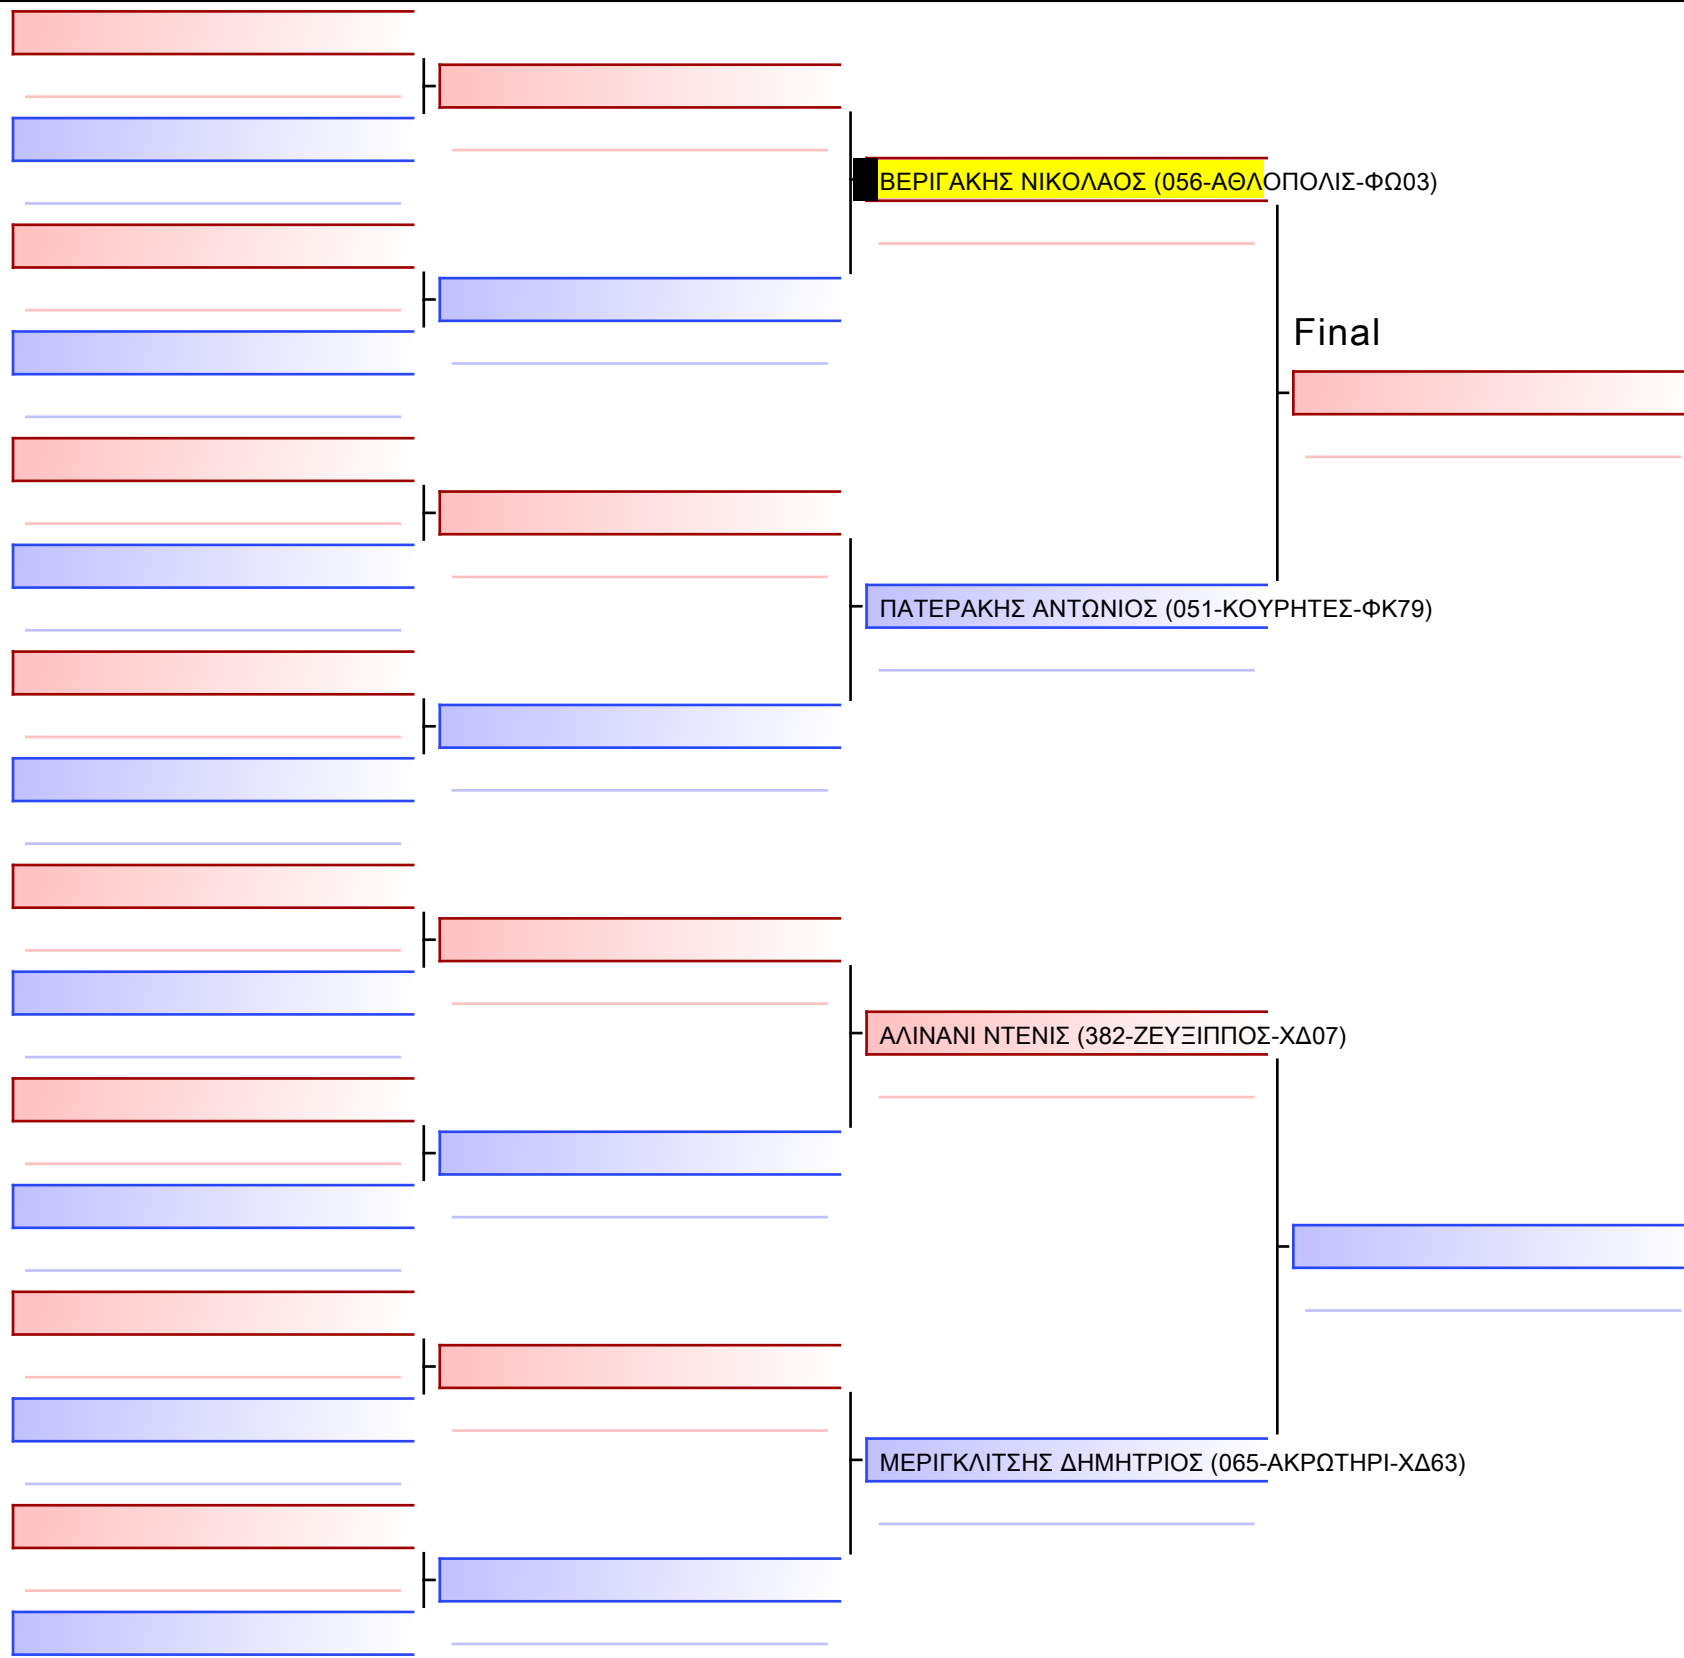 ΒΕΡΙΓΑΚΗΣ ΝΙΚΟΛΑΟΣ (056-ΑΘΛΟΠΟΛΙΣ-ΦΩ03)
Final
ΠΑΤΕΡΑΚΗΣ ΑΝΤΩΝΙΟΣ (051-ΚΟΥΡΗΤΕΣ-ΦΚ79)
ΑΛΙΝΑΝΙ ΝΤΕΝΙΣ (382-ΖΕΥΞΙΠΠΟΣ-ΧΔ07)
ΜΕΡΙΓΚΛΙΤΣΗΣ ΔΗΜΗΤΡΙΟΣ (065-ΑΚΡΩΤΗΡΙ-ΧΔ63)